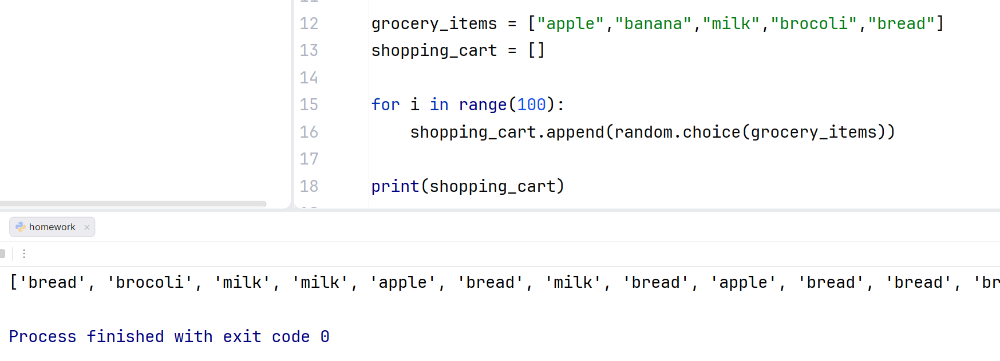 12 grocery_items = ["apple","banana","milk","brocoli","bread"]
13 shopping_cart = []
14
15 for i in range(100):
16     shopping_cart.append(random.choice(grocery_items))
17
18 print(shopping_cart)
homework
['bread', 'brocoli', 'milk', 'milk', 'apple', 'bread', 'milk', 'bread', 'apple', 'bread', 'bread', 'br
Process finished with exit code 0